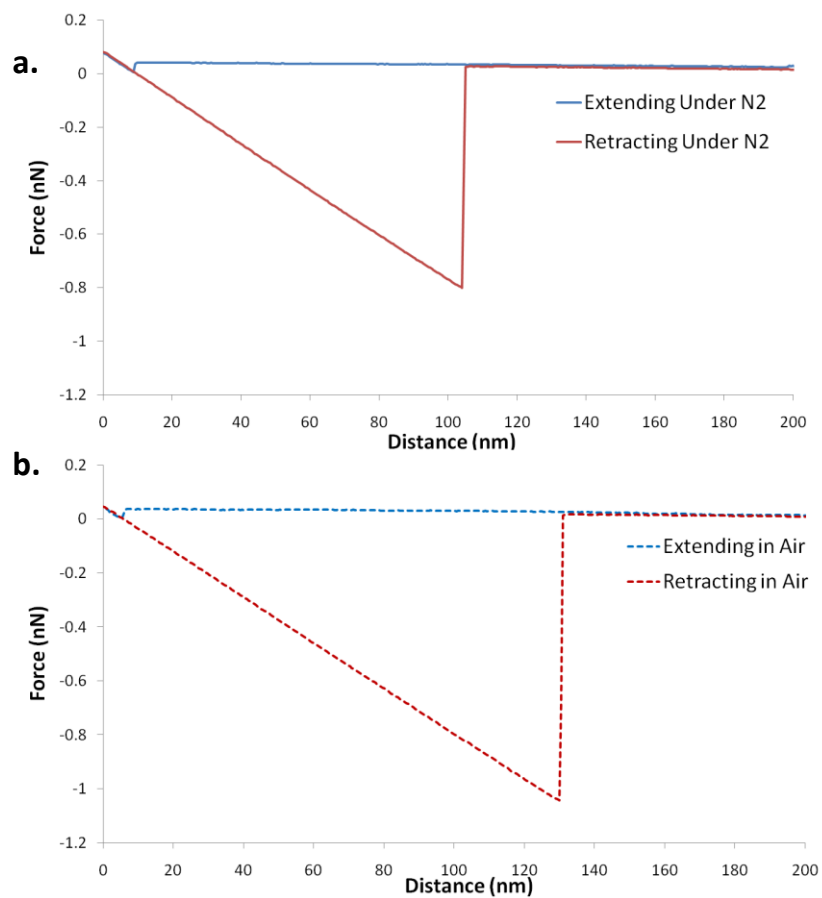 a.
0.2
0
-0.2
-0.4
-0.6
-0.8
-1
-1.2
Force (nN)
Extending Under N2
Retracting Under N2
0 20 40 60 80 100 120 140 160 180 200
Distance (nm)
b.
0.2
0
-0.2
-0.4
-0.6
-0.8
-1
-1.2
Force (nN)
Extending in Air
Retracting in Air
0 20 40 60 80 100 120 140 160 180 200
Distance (nm)